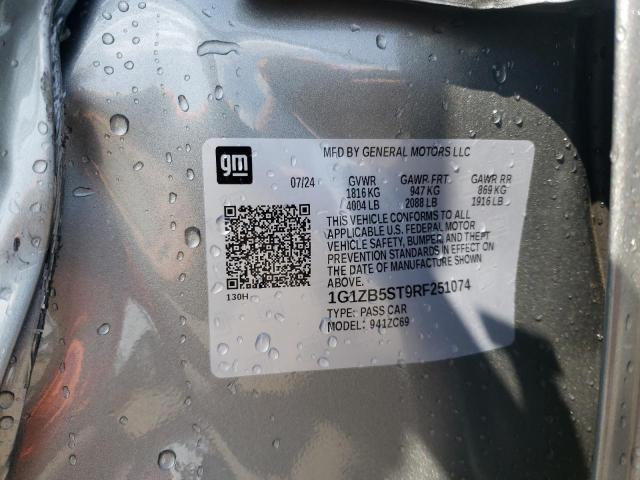 gm
MFD BY GENERAL MOTORS LLC
07/24 GVWR GAWR FRT GAWR RR
1816 KG 947 KG 869 KG
4004 LB 2088 LB 1916 LB
THIS VEHICLE CONFORMS TO ALL
APPLICABLE U.S. FEDERAL MOTOR
VEHICLE SAFETY, BUMPER, AND THEFT
PREVENTION STANDARDS IN EFFECT ON
THE DATE OF MANUFACTURE SHOWN
ABOVE.
130H
1G1ZB5ST9RF251074
TYPE: PASS CAR
MODEL: 941ZC69